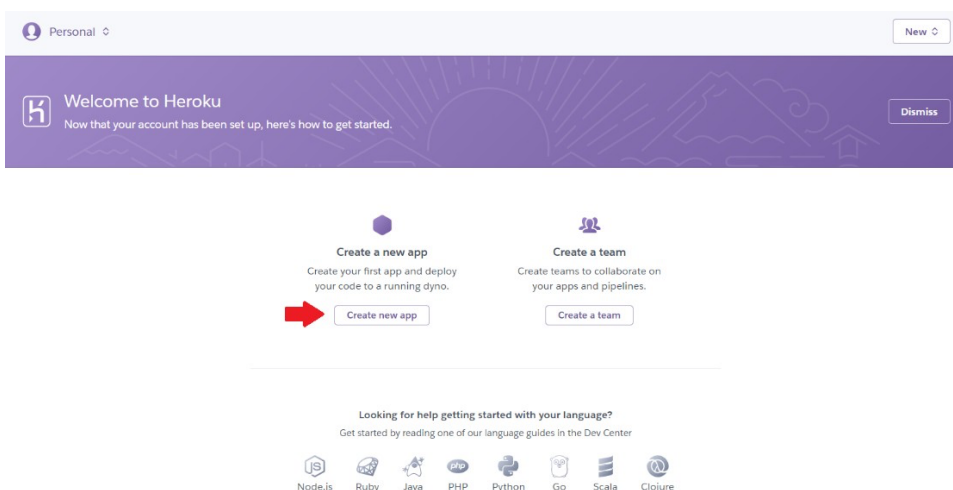 Personal
New
Welcome to Heroku
Now that your account has been set up, here's how to get started.
Dismiss
Create a new app
Create your first app and deploy
your code to a running dyno.
Create new app
Create a team
Create teams to collaborate on
your apps and pipelines.
Create a team
Looking for help getting started with your language?
Get started by reading one of our language guides in the Dev Center
JS
php
Node.js Ruby Java PHP Python Go Scala Clojure